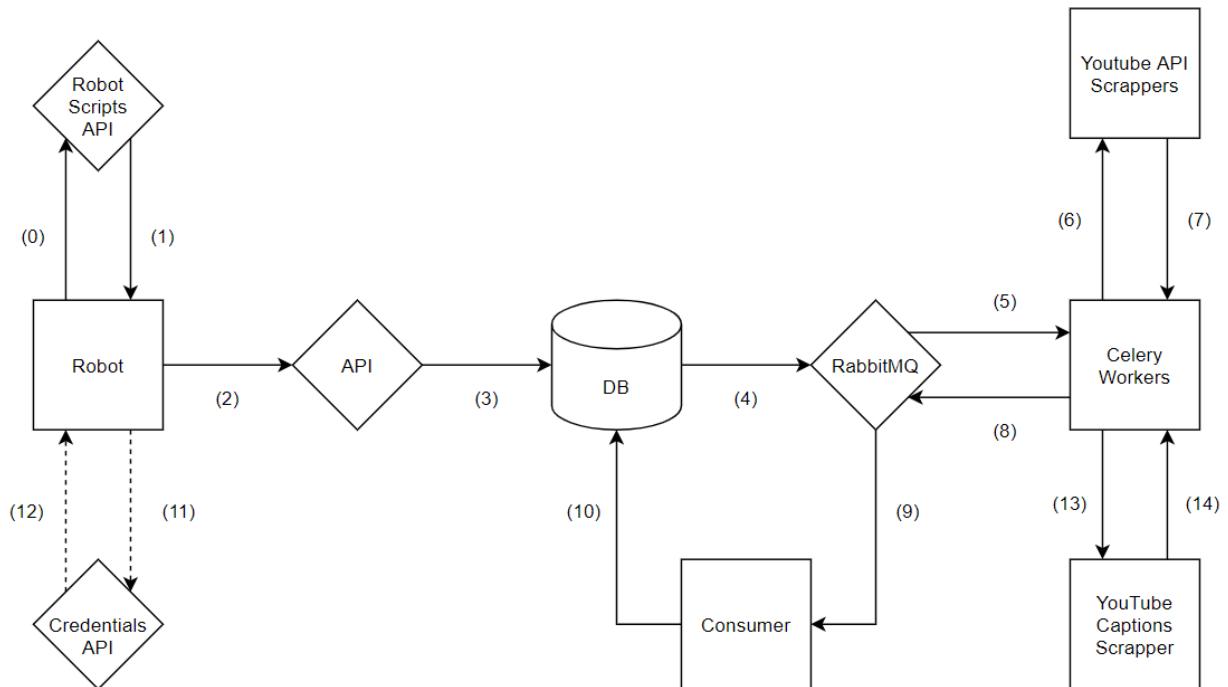 Robot
Scripts
API
Youtube API
Scrappers
(0)
(1)
(6)
(7)
Robot
(2)
API
(3)
DB
(4)
RabbitMQ
(5)
(8)
Celery
Workers
(12)
(11)
(10)
(9)
(13)
(14)
Credentials
API
Consumer
YouTube
Captions
Scrapper